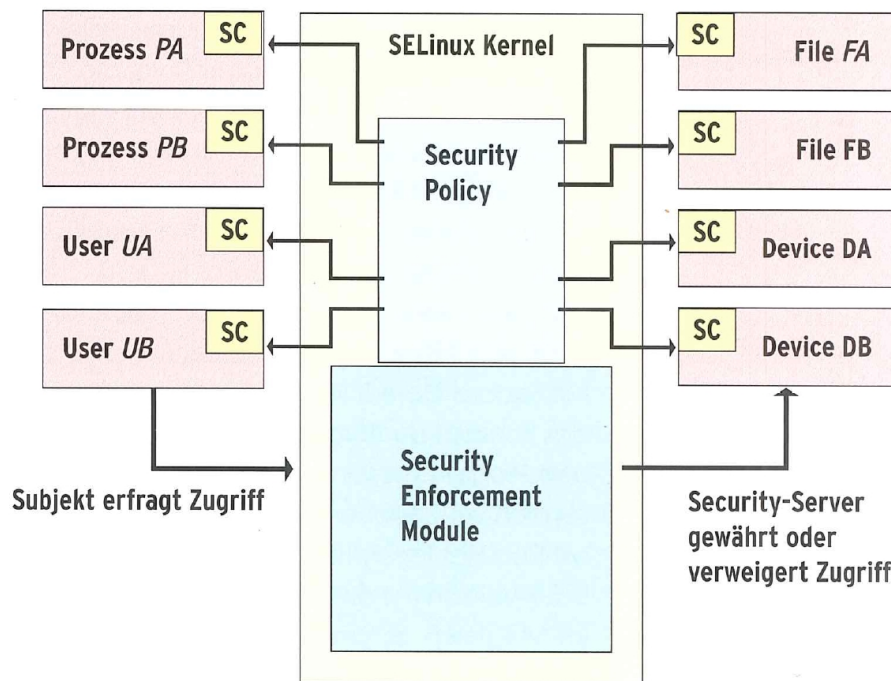 Prozess PA
SC
Prozess PB
SC
User UA
SC
User UB
SC
Subjekt erfragt Zugriff
SELinux Kernel
Security
Policy
Security
Enforcement
Module
SC
File FA
SC
File FB
SC
Device DA
SC
Device DB
Security-Server
gewährt oder
verweigert Zugriff